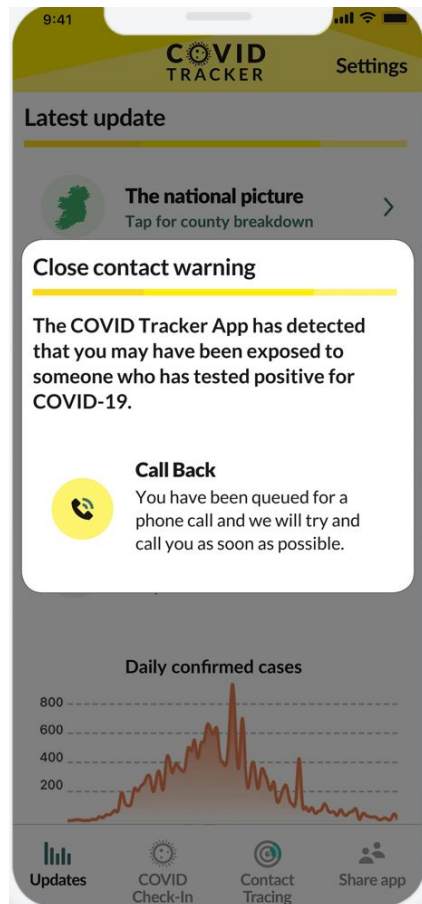 9:41
COVID
TRACKER
Settings
Latest update
The national picture
Tap for county breakdown
Close contact warning
The COVID Tracker App has detected
that you may have been exposed to
someone who has tested positive for
COVID-19.
Call Back
You have been queued for a
phone call and we will try and
call you as soon as possible.
Daily confirmed cases
800
600
400
200
Updates
COVID
Check-In
Contact
Tracing
Share app